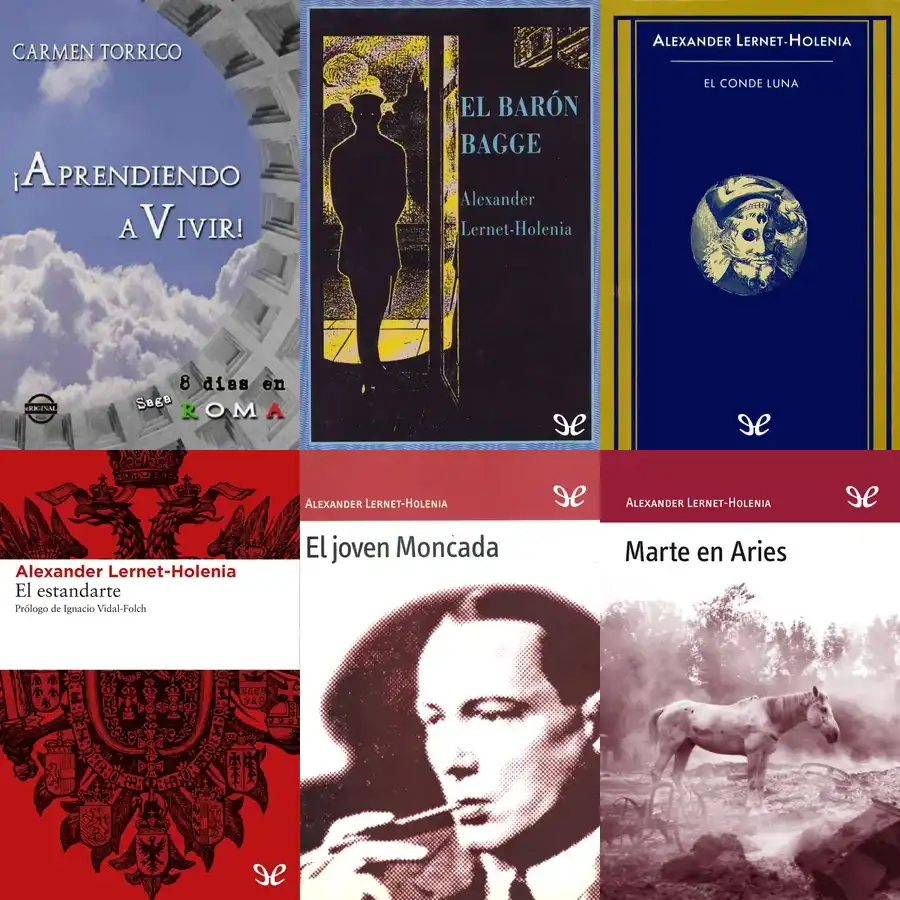 CARMEN TORRICO
¡APRENDIENDO
A VIVIR!
8 días en
Saga
ROMA
ERIGINAL
EL BARÓN
BAGGE
Alexander
Lernet-Holenia
ALEXANDER LERNET-HOLENIA
EL CONDE LUNA
Alexander Lernet-Holenia
El estandarte
Prólogo de Ignacio Vidal-Folch
ALEXANDER LERNET-HOLENIA
El joven Moncada
ALEXANDER LERNET-HOLENIA
Marte en Aries